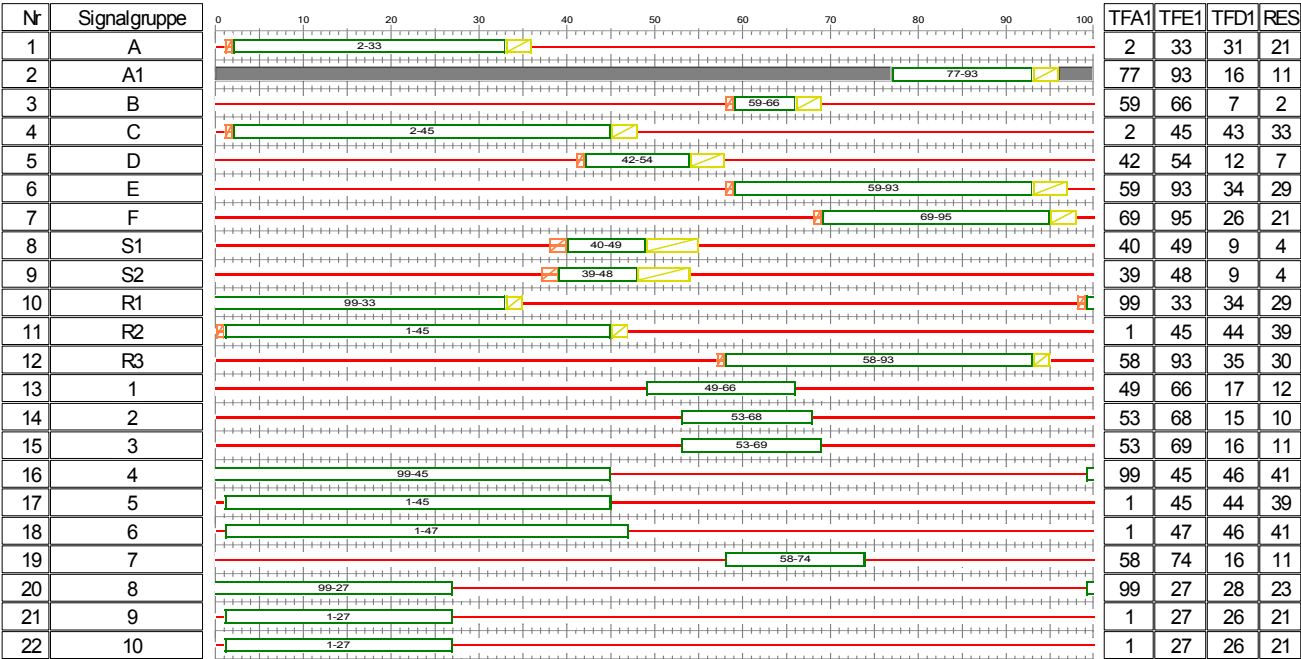 Nr Signalgruppe 0 10 20 30 40 50 60 70 80 90 100 TFA1 TFE1 TFD1 RES
1 A 2-33 2 33 31 21
2 A1 77-93 77 93 16 11
3 B 59-66 59 66 7 2
4 C 2-45 2 45 43 33
5 D 42-54 42 54 12 7
6 E 59-93 59 93 34 29
7 F 69-95 69 95 26 21
8 S1 40-49 40 49 9 4
9 S2 39-48 39 48 9 4
10 R1 99-33 99 33 34 29
11 R2 1-45 1 45 44 39
12 R3 58-93 58 93 35 30
13 1 49-66 49 66 17 12
14 2 53-68 53 68 15 10
15 3 53-69 53 69 16 11
16 4 99-45 99 45 46 41
17 5 1-45 1 45 44 39
18 6 1-47 1 47 46 41
19 7 58-74 58 74 16 11
20 8 99-27 99 27 28 23
21 9 1-27 1 27 26 21
22 10 1-27 1 27 26 21